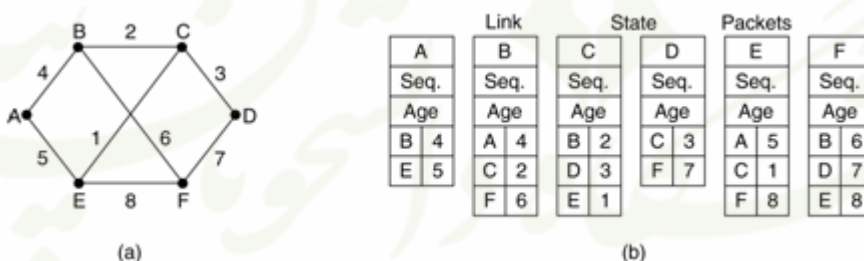 B 2 C
4 3
A D
1 6
5 7
E 8 F
(a)
Link State Packets
A B C D E F
Seq. Seq. Seq. Seq. Seq. Seq.
Age Age Age Age Age Age
B 4 A 4 B 2 C 3 A 5 B 6
E 5 C 2 D 3 F 7 C 1 D 7
F 6 E 1 F 8 E 8
(b)